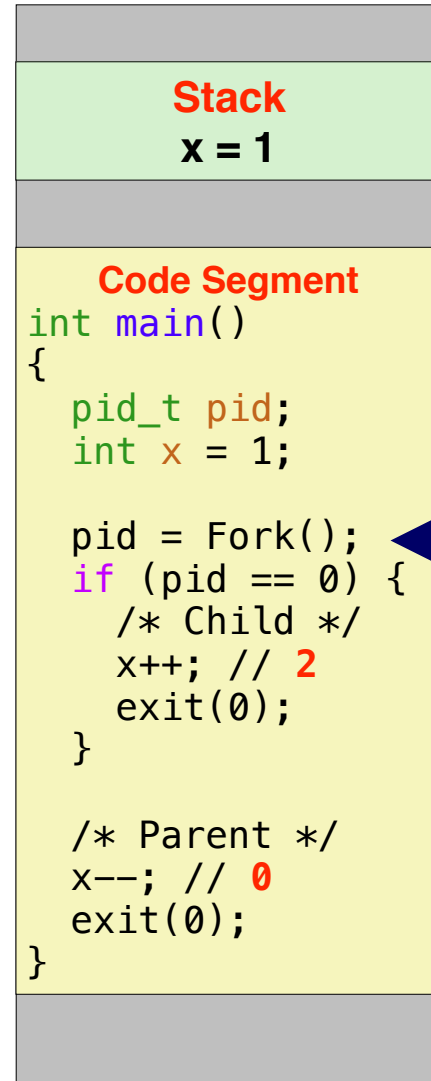 Stack
x = 1
Code Segment
int main()
{
  pid_t pid;
  int x = 1;

  pid = Fork();
  if (pid == 0) {
    /* Child */
    x++; // 2
    exit(0);
  }

  /* Parent */
  x--; // 0
  exit(0);
}